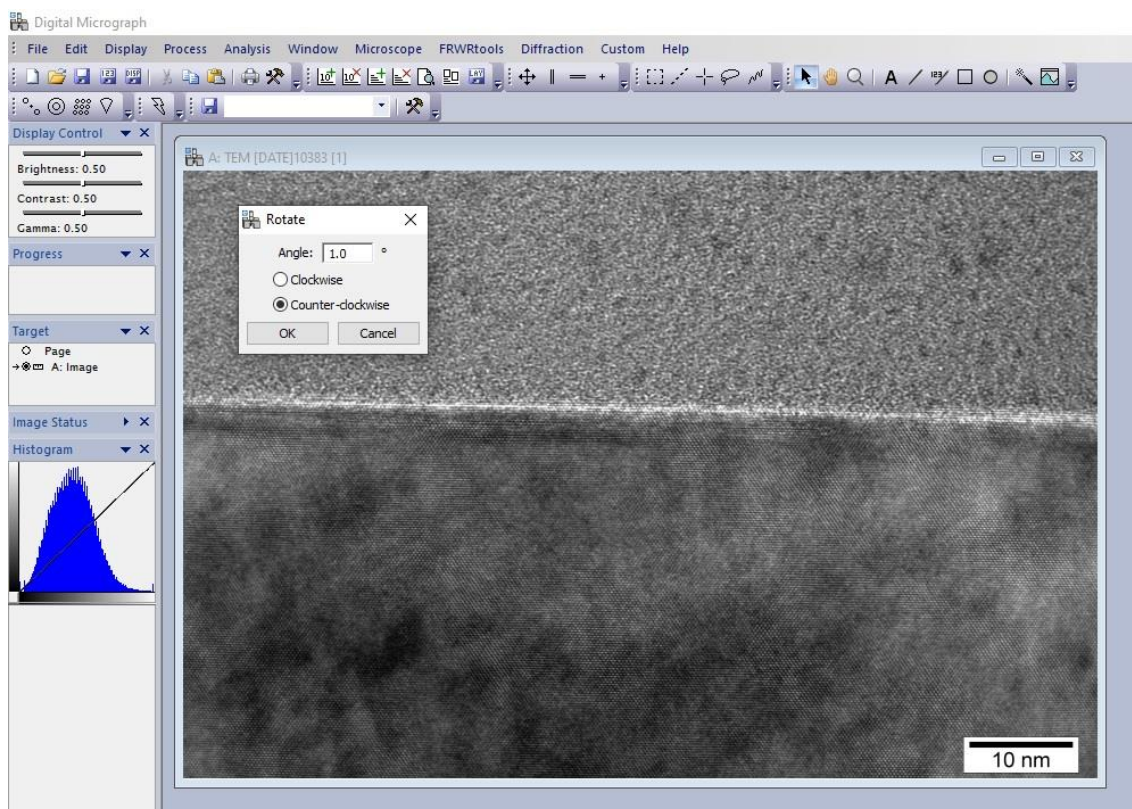 Digital Micrograph
File Edit Display Process Analysis Window Microscope FRWRtools Diffraction Custom Help
Display Control
Brightness: 0.50
Contrast: 0.50
Gamma: 0.50
Progress
Target
Page
A: Image
Image Status
Histogram
A: TEM [DATE]10383 [1]
Rotate
Angle: 1.0 °
Clockwise
Counter-clockwise
OK Cancel
10 nm